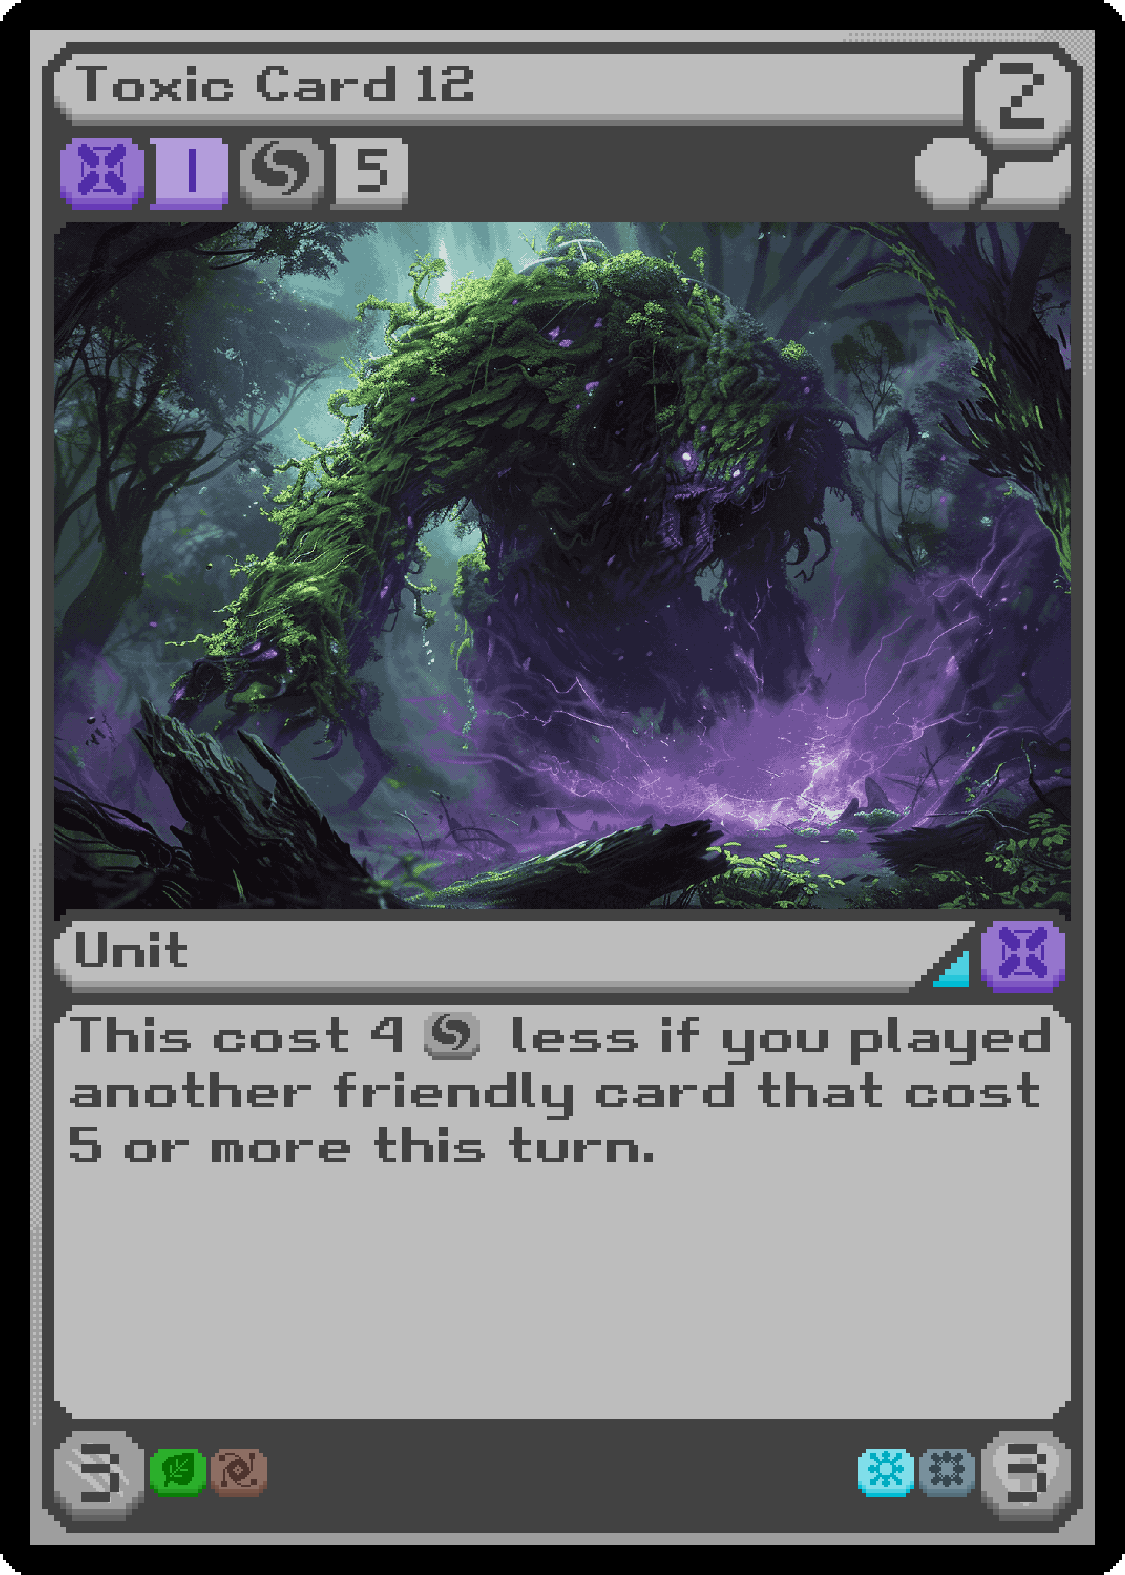 Toxic Card 12
2
1 5
Unit
This cost 4 less if you played
another friendly card that cost
5 or more this turn.
3 3